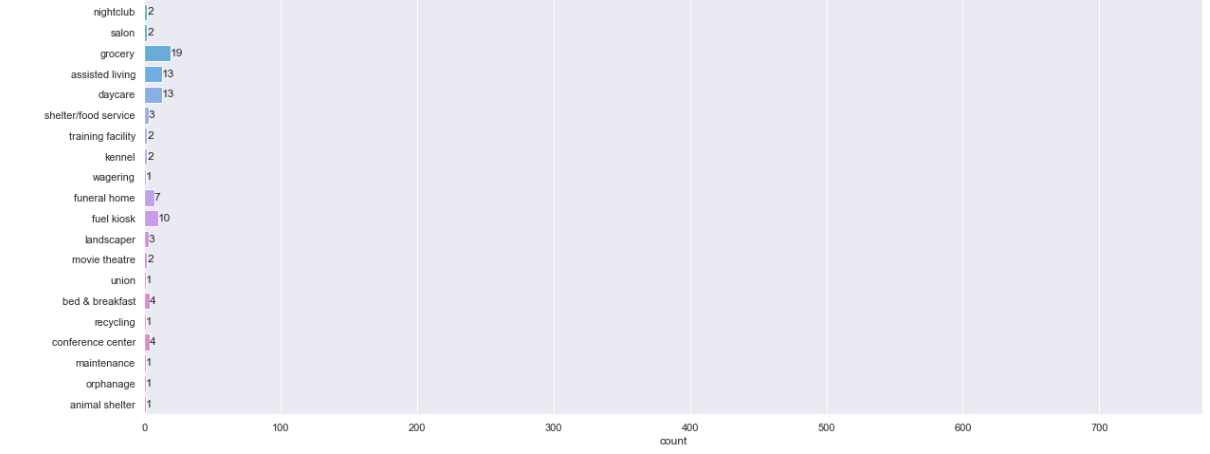 nightclub 2
salon 2
grocery 19
assisted living 13
daycare 13
shelter/food service 3
training facility 2
kennel 2
wagering 1
funeral home 7
fuel kiosk 10
landscaper 3
movie theatre 2
union 1
bed & breakfast 4
recycling 1
conference center 4
maintenance 1
orphanage 1
animal shelter 1
0 100 200 300 400 500 600 700
count